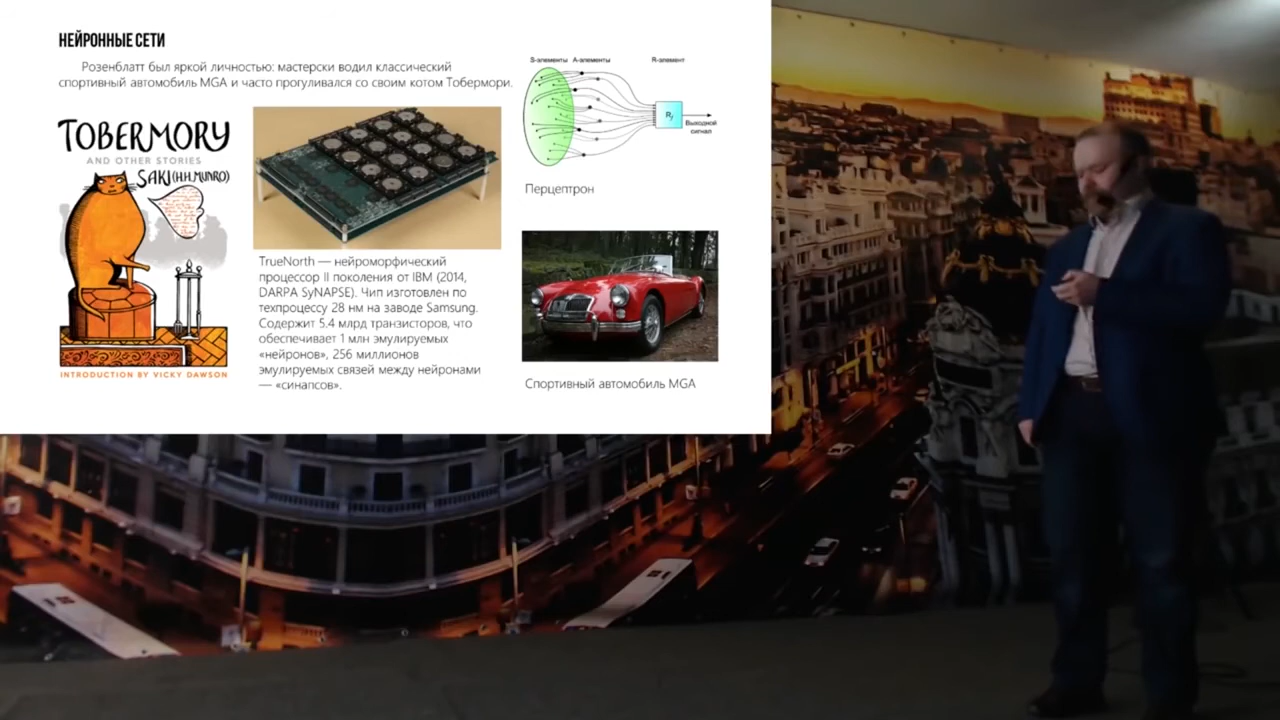 НЕЙРОННЫЕ СЕТИ
Розенблатт был яркой личностью: мастерски водил классический
спортивный автомобиль MGA и часто прогуливался со своим котом Тобермори.
TOBERMORY
AND OTHER STORIES
SAKI (H.H. MUNRO)
INTRODUCTION BY VICKY DAWSON
TrueNorth — нейроморфический
процессор II поколения от IBM (2014,
DARPA SyNAPSE). Чип изготовлен по
техпроцессу 28 нм на заводе Samsung.
Содержит 5.4 млрд транзисторов, что
обеспечивает 1 млн эмулируемых
«нейронов», 256 миллионов
эмулируемых связей между нейронами
— «синапсов».
S-элементы A-элементы R-элемент
Rj
Выходной
сигнал
Перцептрон
Спортивный автомобиль MGA